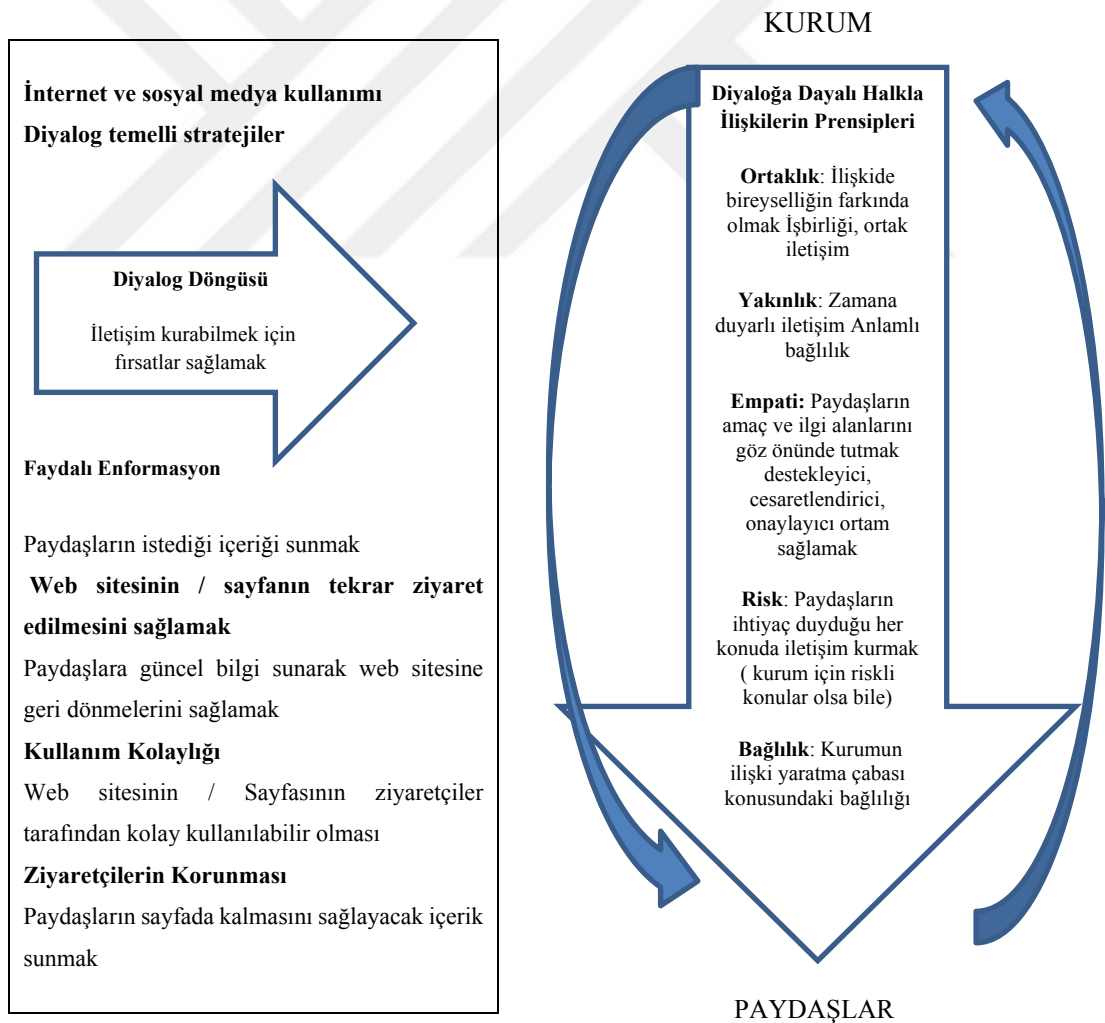 İnternet ve sosyal medya kullanımı
Diyalog temelli stratejiler
Diyalog Döngüsü
İletişim kurabilmek için
fırsatlar sağlamak
Faydalı Enformasyon
Paydaşların istediği içeriği sunmak
Web sitesinin / sayfanın tekrar ziyaret
edilmesini sağlamak
Paydaşlara güncel bilgi sunarak web sitesine
geri dönmelerini sağlamak
Kullanım Kolaylığı
Web sitesinin / Sayfasının ziyaretçiler
tarafından kolay kullanılabilir olması
Ziyaretçilerin Korunması
Paydaşların sayfada kalmasını sağlayacak içerik
sunmak
KURUM
Diyaloğa Dayalı Halkla
İlişkilerin Prensipleri
Ortaklık: İlişkide
bireyselliğin farkında
olmak İşbirliği, ortak
iletişim
Yakınlık: Zamana
duyarlı iletişim Anlamlı
bağlılık
Empati: Paydaşların
amaç ve ilgi alanlarını
göz önünde tutmak
destekleyici,
cesaretlendirici,
onaylayıcı ortam
sağlamak
Risk: Paydaşların
ihtiyaç duyduğu her
konuda iletişim kurmak
( kurum için riskli
konular olsa bile)
Bağlılık: Kurumun
ilişki yaratma çabası
konusundaki bağlılığı
PAYDAŞLAR